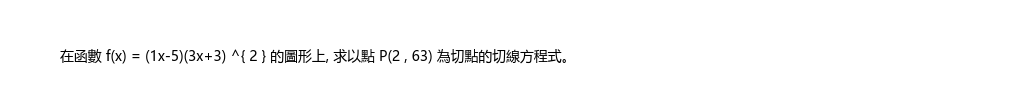 在函數 f(x) = (1x-5)(3x+3) ^{ 2 } 的圖形上, 求以點 P(2 , 63) 為切點的切線方程式。